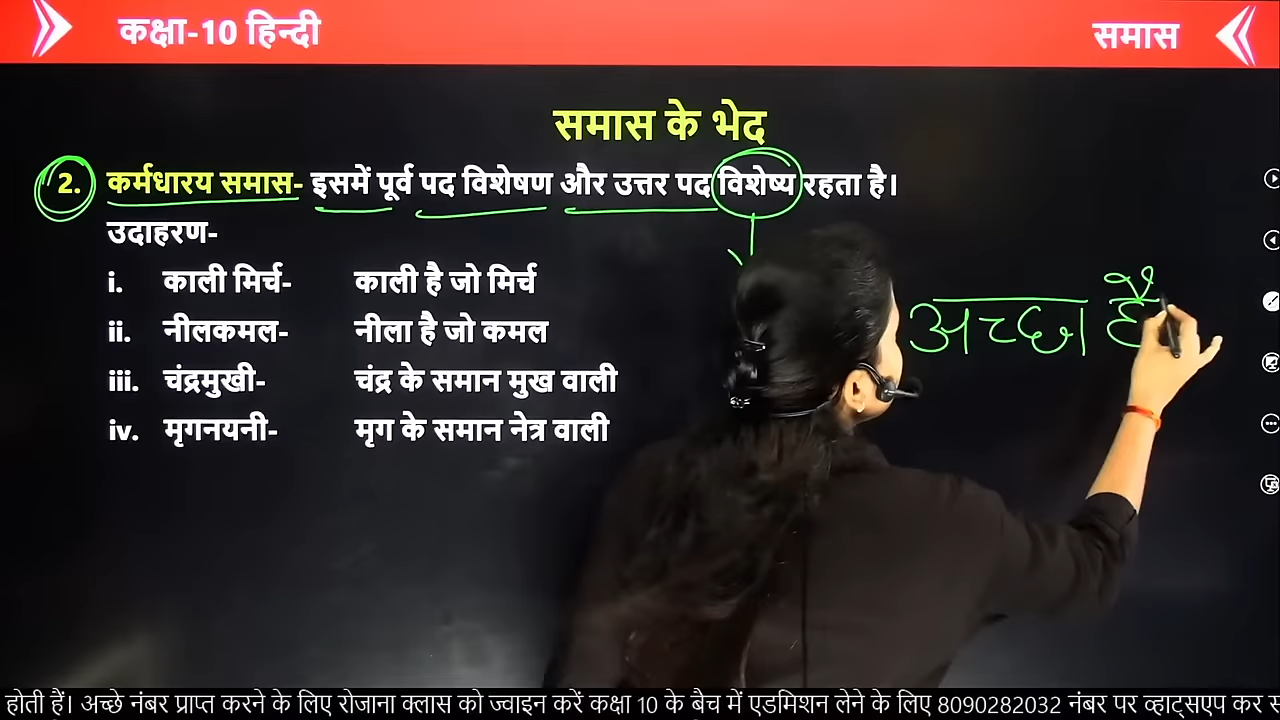 कक्षा-10 हिन्दी
समास
समास के भेद
2. कर्मधारय समास- इसमें पूर्व पद विशेषण और उत्तर पद विशेष्य रहता है।
उदाहरण-
i. काली मिर्च- काली है जो मिर्च
ii. नीलकमल- नीला है जो कमल
iii. चंद्रमुखी- चंद्र के समान मुख वाली
iv. मृगनयनी- मृग के समान नेत्र वाली
अच्छा है
होती हैं। अच्छे नंबर प्राप्त करने के लिए रोजाना क्लास को ज्वाइन करें कक्षा 10 के बैच में एडमिशन लेने के लिए 8090282032 नंबर पर व्हाट्सएप कर स